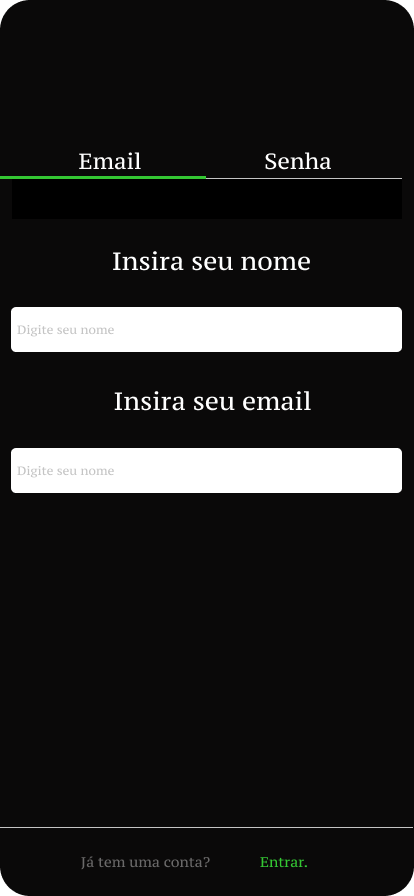 Email Senha
Insira seu nome
Digite seu nome
Insira seu email
Digite seu nome
Já tem uma conta? Entrar.